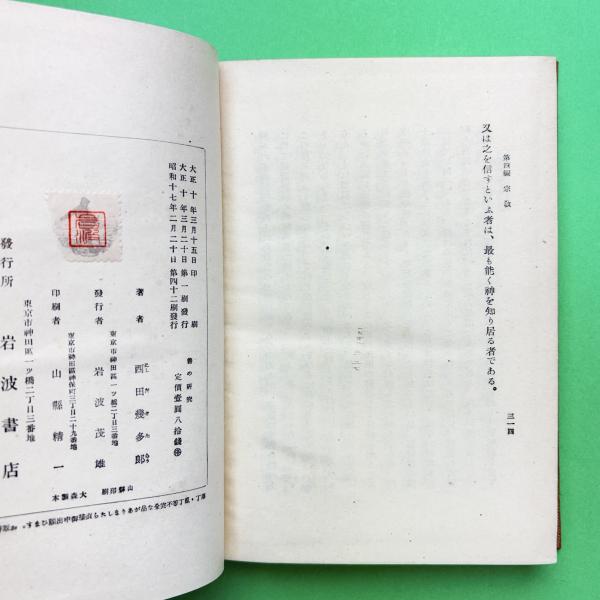 第四編　宗教
又は之を信ずといふ者は、最も能く神を知り居る者である。
三一四
大正十年三月十五日印刷
大正十年三月二十日第一刷發行
昭和十七年二月二十日第四十二刷發行
善の研究
定價壹圓八拾錢
著者　西田幾多郎
東京市神田區一ツ橋二丁目三番地
發行者　岩波茂雄
東京市神田區神保町三丁目二十九番地
印刷者　山縣精一
東京市神田區一ツ橋二丁目三番地
發行所　岩波書店
山縣印刷　大森製本